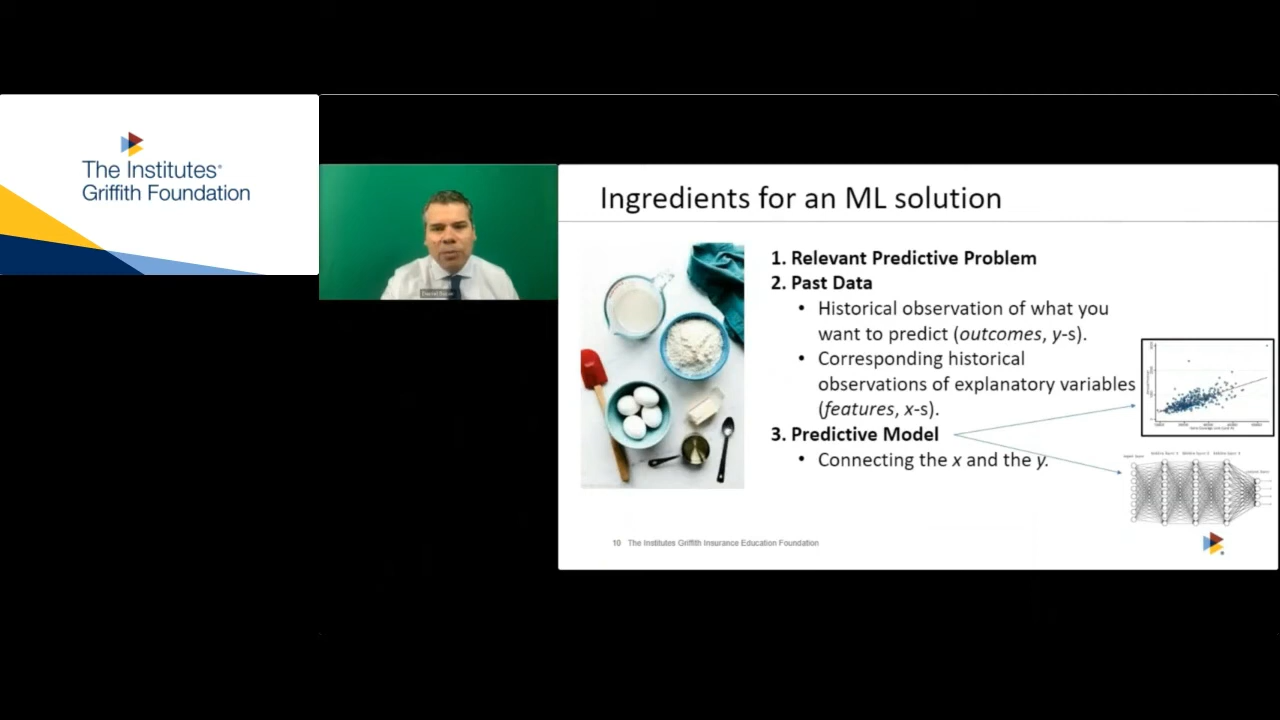 The Institutes®
Griffith Foundation
Ingredients for an ML solution
1. Relevant Predictive Problem
2. Past Data
• Historical observation of what you
want to predict (outcomes, y-s).
• Corresponding historical
observations of explanatory variables
(features, x-s).
3. Predictive Model
• Connecting the x and the y.
10 The Institutes Griffith Insurance Education Foundation